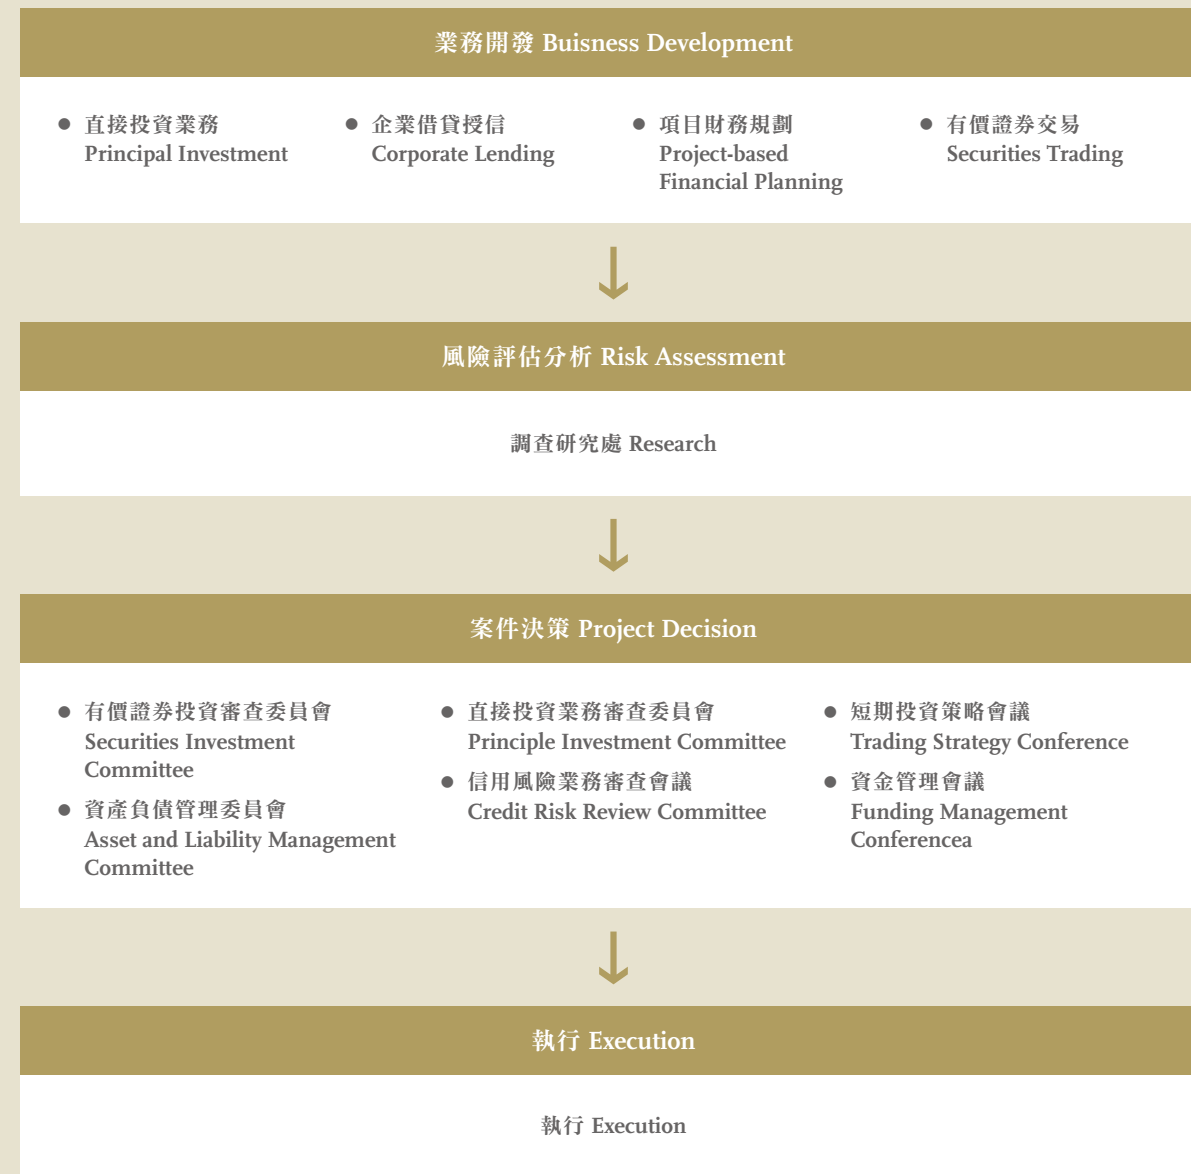 業務開發 Buisness Development
直接投資業務
Principal Investment
企業借貸授信
Corporate Lending
項目財務規劃
Project-based
Financial Planning
有價證券交易
Securities Trading
風險評估分析 Risk Assessment
調查研究處 Research
案件決策 Project Decision
有價證券投資審查委員會
Securities Investment
Committee
資產負債管理委員會
Asset and Liability Management
Committee
直接投資業務審查委員會
Principle Investment Committee
信用風險業務審查會議
Credit Risk Review Committee
短期投資策略會議
Trading Strategy Conference
資金管理會議
Funding Management
Conferencea
執行 Execution
執行 Execution